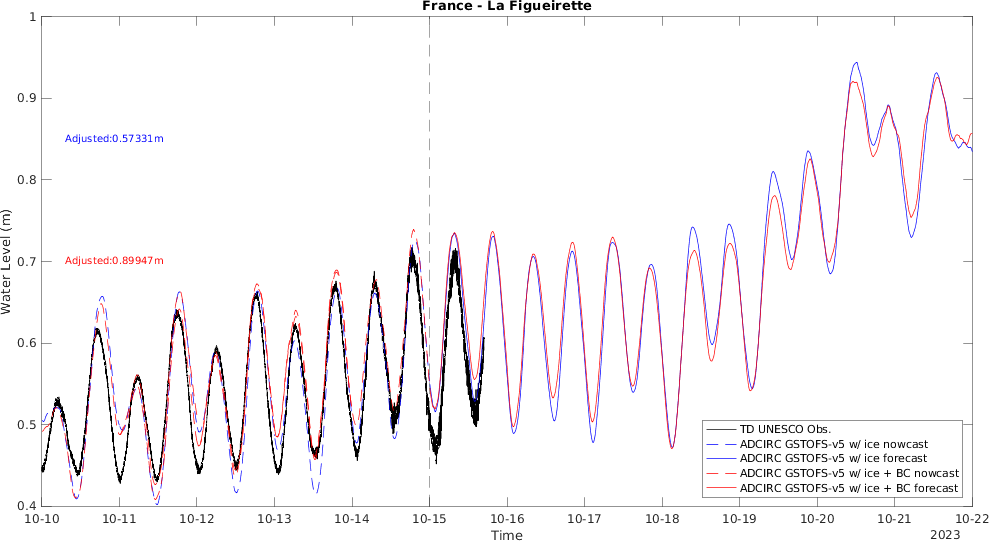 France - La Figueirette
Water Level (m)
1
0.9
0.8
0.7
0.6
0.5
0.4
Adjusted:0.57331m
Adjusted:0.89947m
TD UNESCO Obs.
ADCIRC GSTOFS-v5 w/ ice nowcast
ADCIRC GSTOFS-v5 w/ ice forecast
ADCIRC GSTOFS-v5 w/ ice + BC nowcast
ADCIRC GSTOFS-v5 w/ ice + BC forecast
10-10 10-11 10-12 10-13 10-14 10-15 10-16 10-17 10-18 10-19 10-20 10-21 10-22
Time
2023